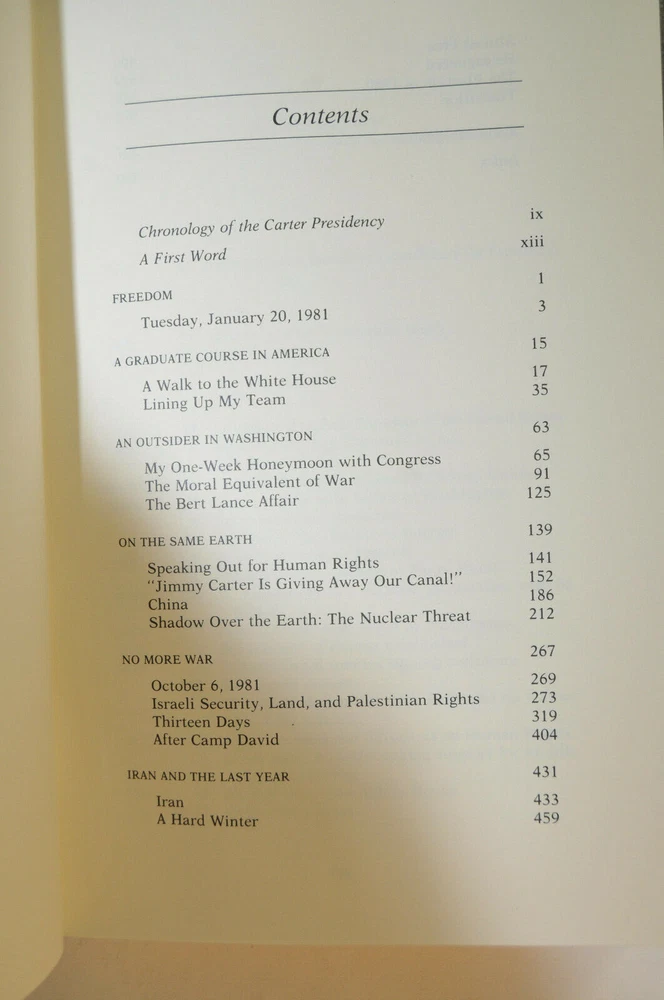 Contents
Chronology of the Carter Presidency ix
A First Word xiii
FREEDOM 1
Tuesday, January 20, 1981 3
A GRADUATE COURSE IN AMERICA 15
A Walk to the White House 17
Lining Up My Team 35
AN OUTSIDER IN WASHINGTON 63
My One-Week Honeymoon with Congress 65
The Moral Equivalent of War 91
The Bert Lance Affair 125
ON THE SAME EARTH 139
Speaking Out for Human Rights 141
"Jimmy Carter Is Giving Away Our Canal!" 152
China 186
Shadow Over the Earth: The Nuclear Threat 212
NO MORE WAR 267
October 6, 1981 269
Israeli Security, Land, and Palestinian Rights 273
Thirteen Days 319
After Camp David 404
IRAN AND THE LAST YEAR 431
Iran 433
A Hard Winter 459